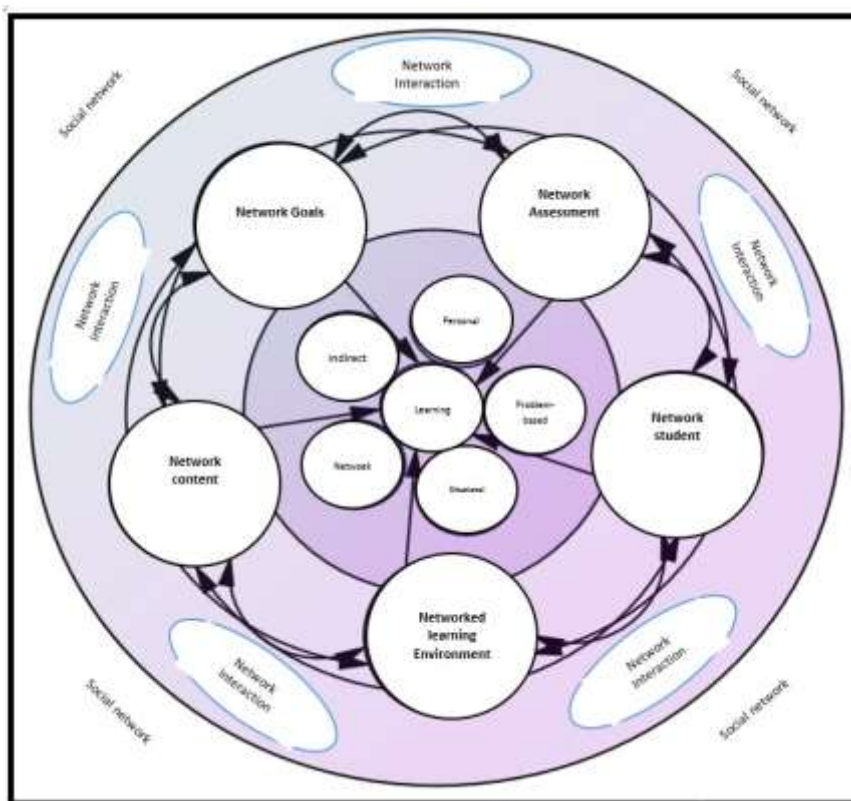 Social network
Network
Interaction
Social network
Network Goals
Network
Assessment
Network
Interaction
Network
Interaction
Personal
Indirect
Learning
Problem-
based
Network
student
Network
content
Network
Networked
learning
Environment
Network
Interaction
Network
Interaction
Social network
Social network